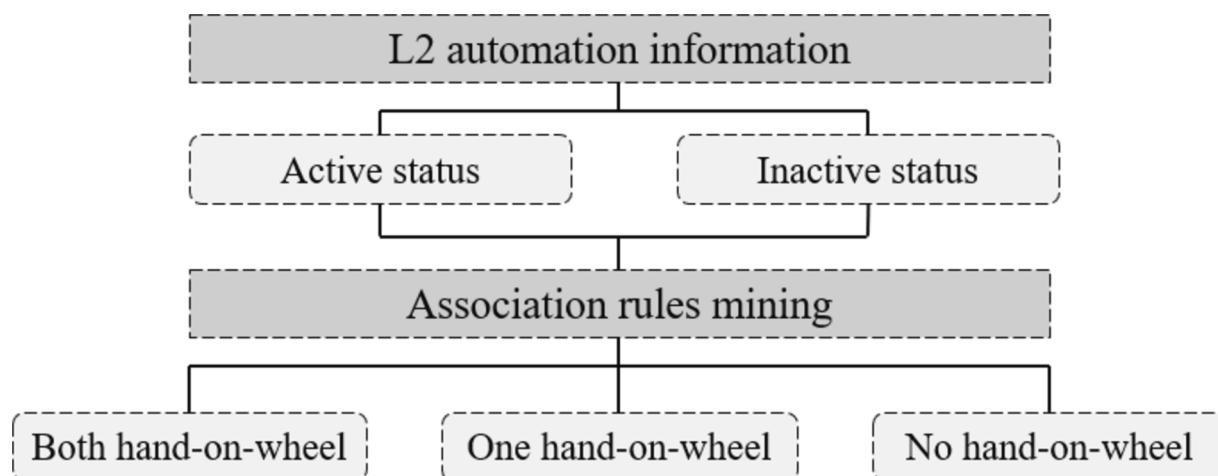 L2 automation information
Active status
Inactive status
Association rules mining
Both hand-on-wheel
One hand-on-wheel
No hand-on-wheel